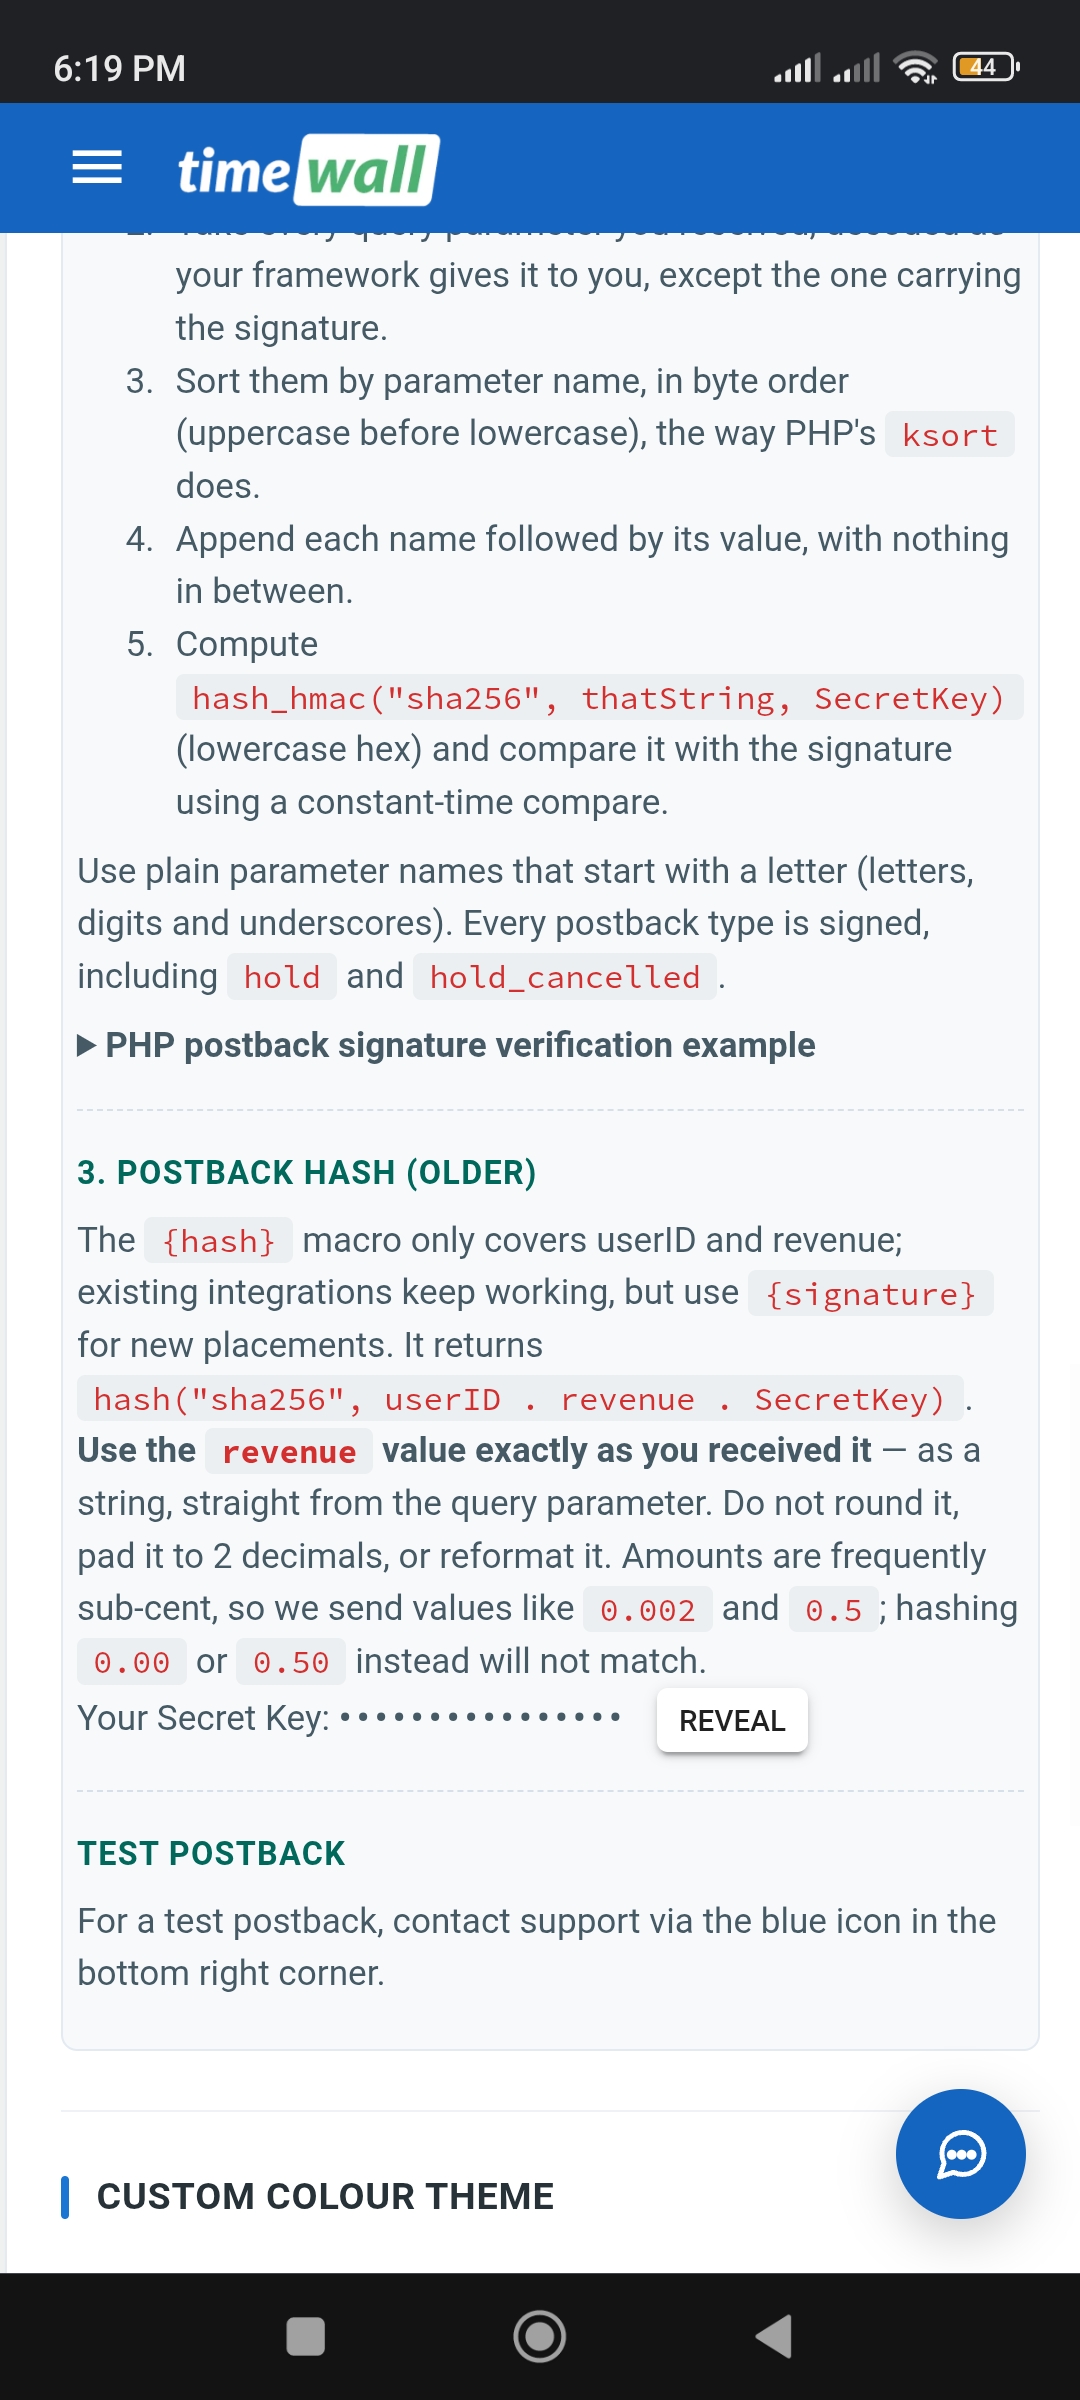 6:19 PM
44
time wall
your framework gives it to you, except the one carrying
the signature.
3. Sort them by parameter name, in byte order
(uppercase before lowercase), the way PHP's ksort
does.
4. Append each name followed by its value, with nothing
in between.
5. Compute
hash_hmac("sha256", thatString, SecretKey)
(lowercase hex) and compare it with the signature
using a constant-time compare.
Use plain parameter names that start with a letter (letters,
digits and underscores). Every postback type is signed,
including hold and hold_cancelled.
▶ PHP postback signature verification example
3. POSTBACK HASH (OLDER)
The {hash} macro only covers userID and revenue;
existing integrations keep working, but use {signature}
for new placements. It returns
hash("sha256", userID . revenue . SecretKey).
Use the revenue value exactly as you received it — as a
string, straight from the query parameter. Do not round it,
pad it to 2 decimals, or reformat it. Amounts are frequently
sub-cent, so we send values like 0.002 and 0.5; hashing
0.00 or 0.50 instead will not match.
Your Secret Key: •••••••••••••••• REVEAL
TEST POSTBACK
For a test postback, contact support via the blue icon in the
bottom right corner.
CUSTOM COLOUR THEME